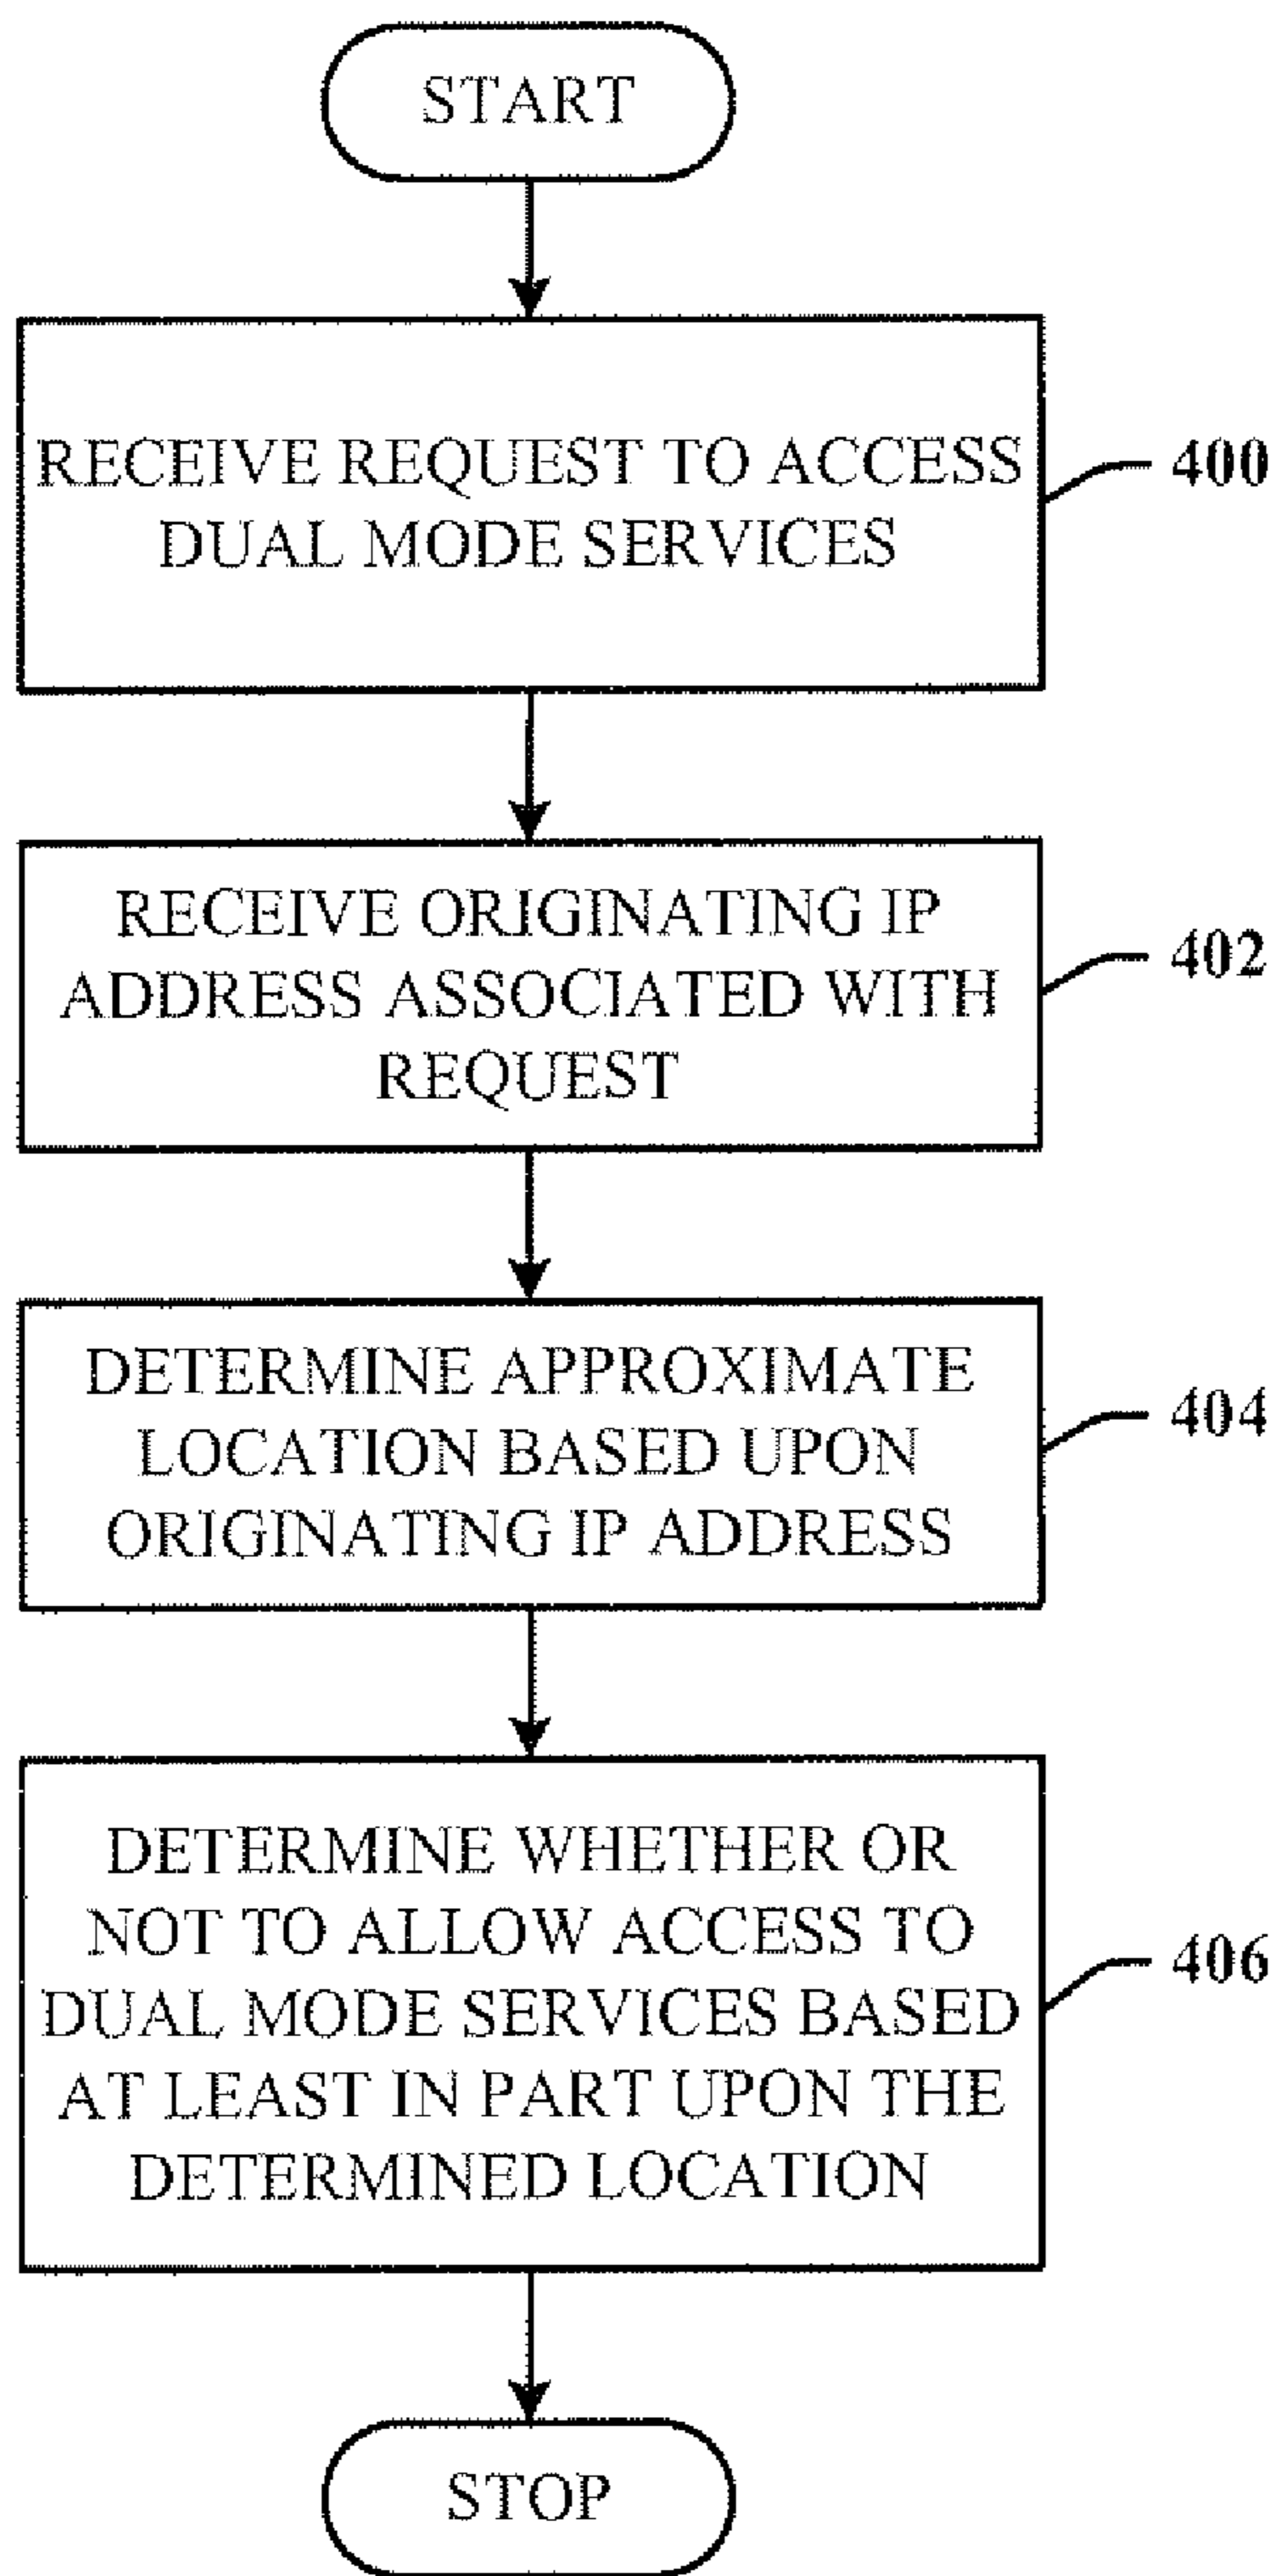 START
RECEIVE REQUEST TO ACCESS
DUAL MODE SERVICES
400
RECEIVE ORIGINATING IP
ADDRESS ASSOCIATED WITH
REQUEST
402
DETERMINE APPROXIMATE
LOCATION BASED UPON
ORIGINATING IP ADDRESS
404
DETERMINE WHETHER OR
NOT TO ALLOW ACCESS TO
DUAL MODE SERVICES BASED
AT LEAST IN PART UPON THE
DETERMINED LOCATION
406
STOP